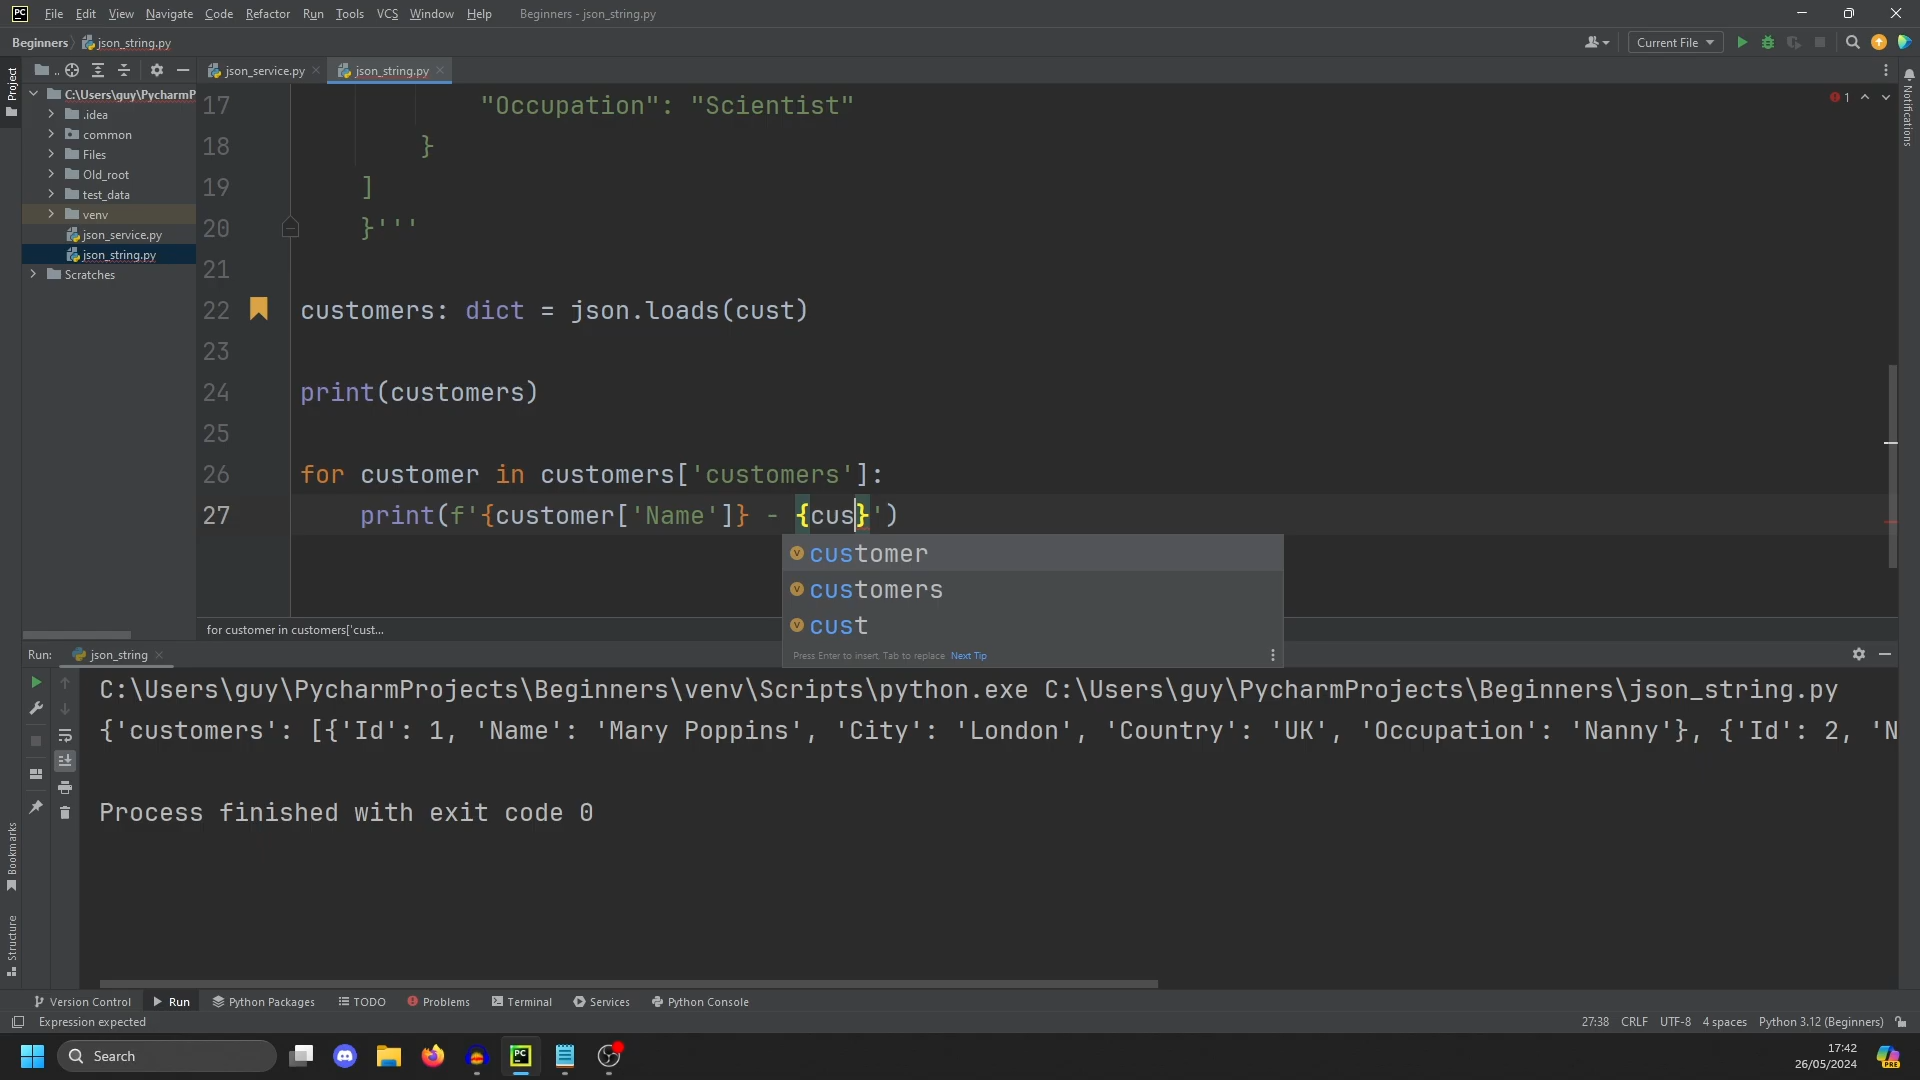 PC File Edit View Navigate Code Refactor Run Tools VCS Window Help Beginners - json_string.py
Beginners json_string.py Current File
Project .. json_service.py json_string.py
C:\Users\guy\PycharmP
.idea
common
Files
Old_root
test_data
venv
json_service.py
json_string.py
Scratches
1
Notifications
17 "Occupation": "Scientist"
18 }
19 ]
20 }'''
21
22 customers: dict = json.loads(cust)
23
24 print(customers)
25
26 for customer in customers['customers']:
27 print(f'{customer['Name']} - {cus}')
customer
customers
cust
Press Enter to insert, Tab to replace Next Tip
for customer in customers['cust...
Run: json_string
C:\Users\guy\PycharmProjects\Beginners\venv\Scripts\python.exe C:\Users\guy\PycharmProjects\Beginners\json_string.py
{'customers': [{'Id': 1, 'Name': 'Mary Poppins', 'City': 'London', 'Country': 'UK', 'Occupation': 'Nanny'}, {'Id': 2, 'N
Process finished with exit code 0
Bookmarks
Structure
Version Control Run Python Packages TODO Problems Terminal Services Python Console
Expression expected 27:38 CRLF UTF-8 4 spaces Python 3.12 (Beginners)
Search PC 17:42
26/05/2024
PRE